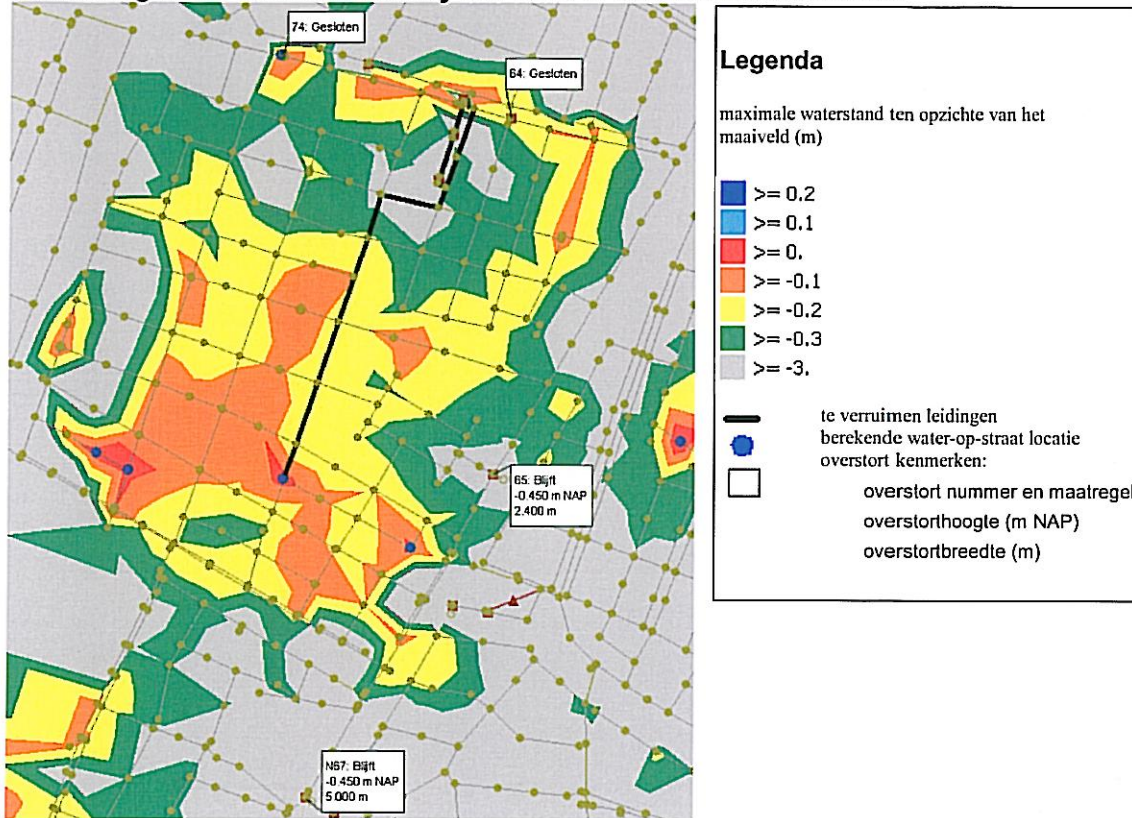 74: Gesloten
64: Gesloten
65: Blijft
-0.450 m NAP
2.400 m
N67: Blijft
-0.450 m NAP
5.000 m
Legenda
maximale waterstand ten opzichte van het
maaiveld (m)
>= 0.2
>= 0.1
>= 0.
>= -0.1
>= -0.2
>= -0.3
>= -3.
te verruimen leidingen
berekende water-op-straat locatie
overstort kenmerken:
overstort nummer en maatregel
overstorthoogte (m NAP)
overstortbreedte (m)